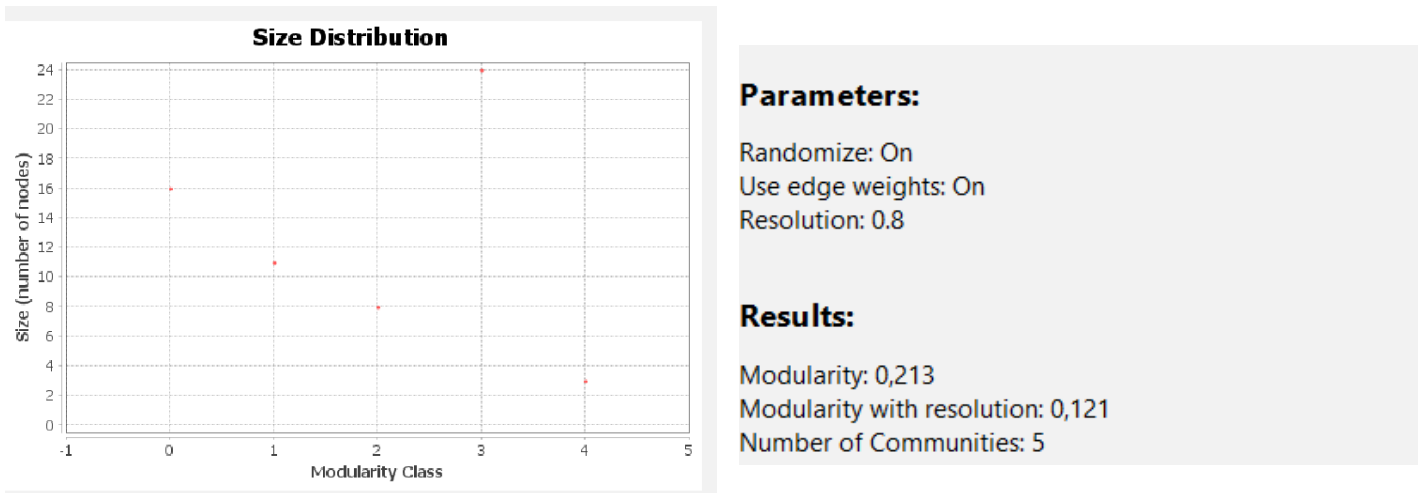 Size Distribution
24
22
20
18
16
14
12
10
8
6
4
2
0
Size (number of nodes)
-1 0 1 2 3 4 5
Modularity Class
Parameters:
Randomize: On
Use edge weights: On
Resolution: 0.8
Results:
Modularity: 0,213
Modularity with resolution: 0,121
Number of Communities: 5